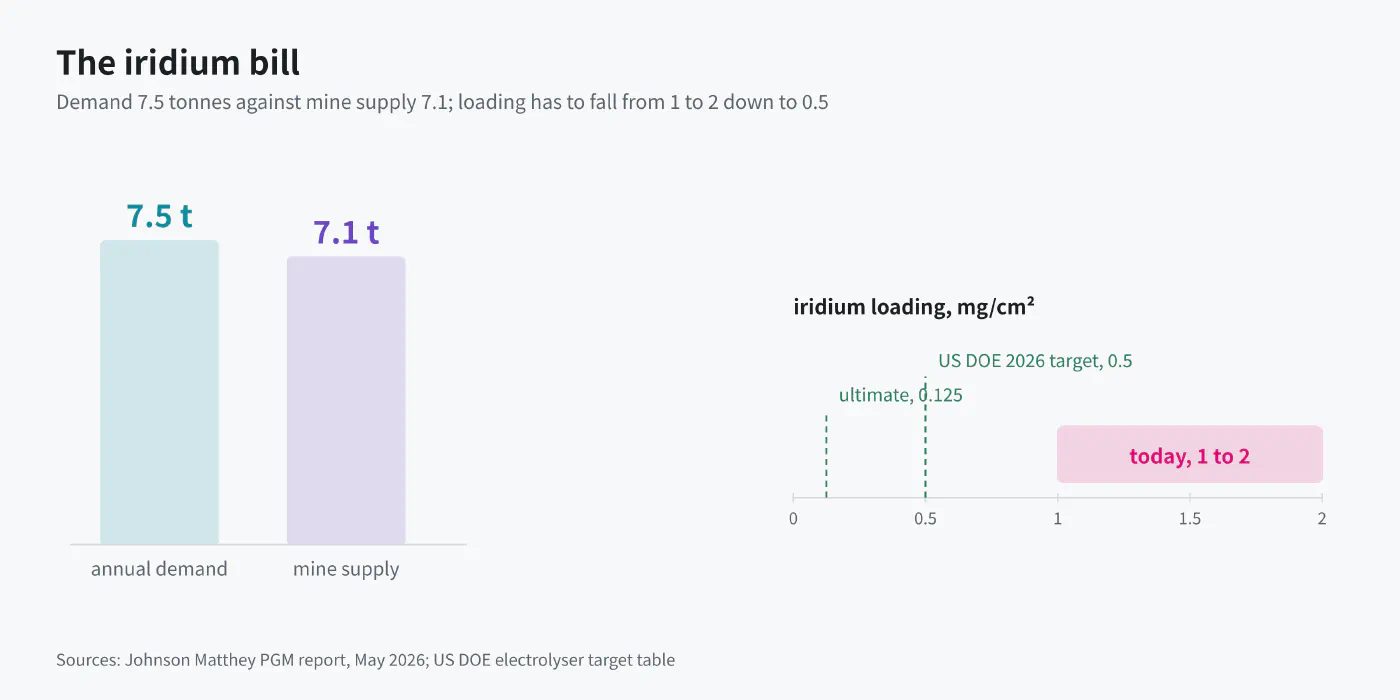 The iridium bill
Demand 7.5 tonnes against mine supply 7.1; loading has to fall from 1 to 2 down to 0.5
7.5 t
7.1 t
annual demand
mine supply
iridium loading, mg/cm²
US DOE 2026 target, 0.5
ultimate, 0.125
today, 1 to 2
0 0.5 1 1.5 2
Sources: Johnson Matthey PGM report, May 2026; US DOE electrolyser target table